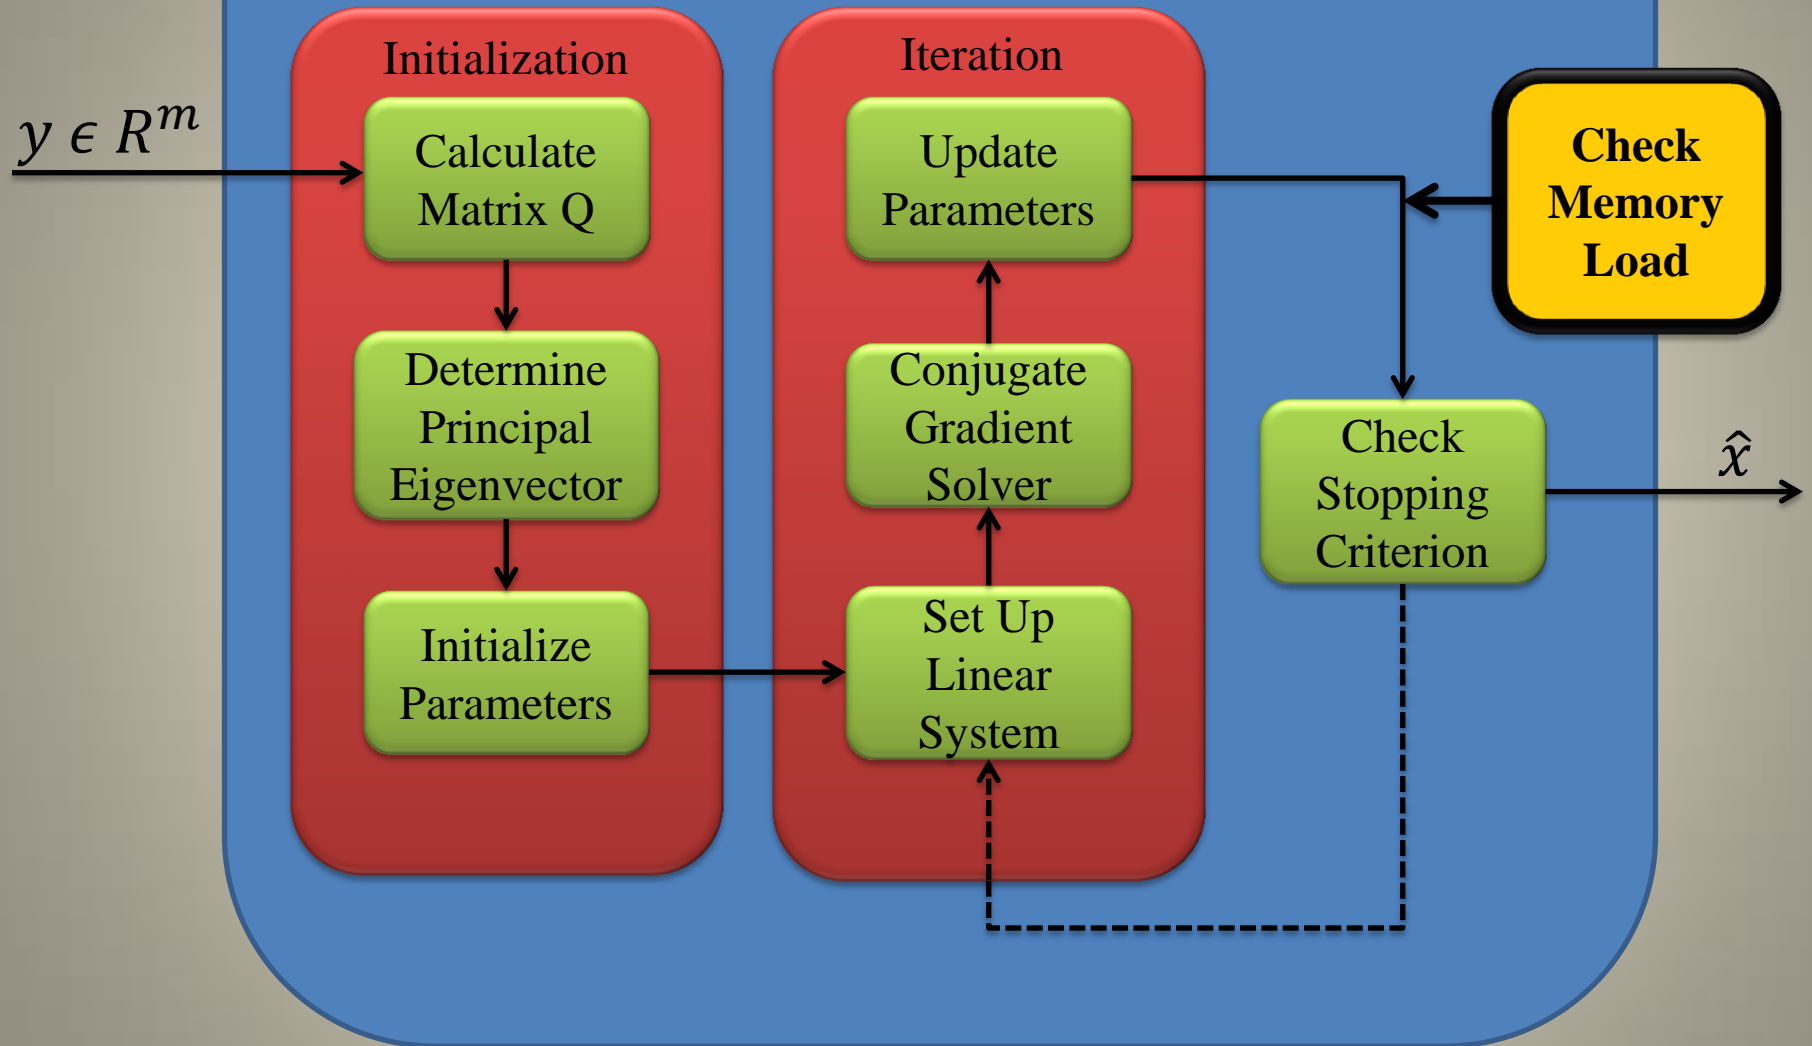 Initialization
Iteration
y ϵ R^m
Calculate
Matrix Q
Determine
Principal
Eigenvector
Initialize
Parameters
Update
Parameters
Conjugate
Gradient
Solver
Set Up
Linear
System
Check
Memory
Load
Check
Stopping
Criterion
x̂